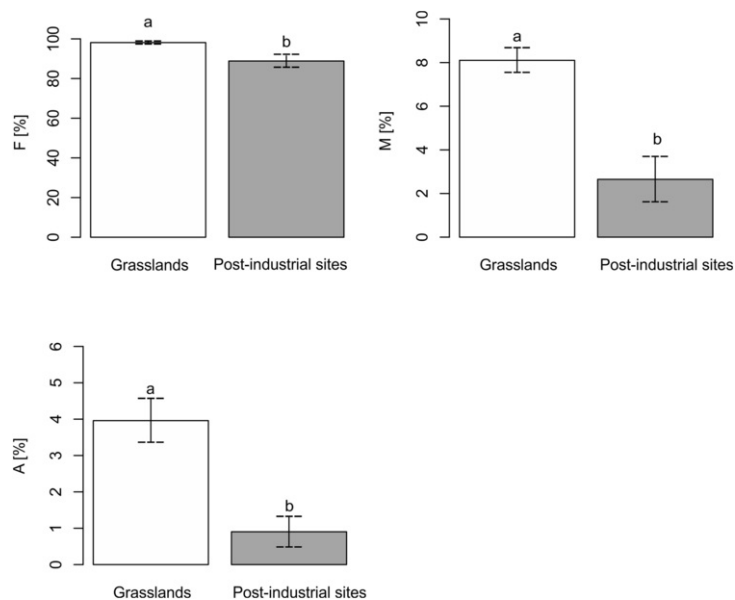 F [%]
100
80
60
40
20
0
a
b
Grasslands
Post-industrial sites
M [%]
10
8
6
4
2
0
a
b
Grasslands
Post-industrial sites
A [%]
6
5
4
3
2
1
0
a
b
Grasslands
Post-industrial sites